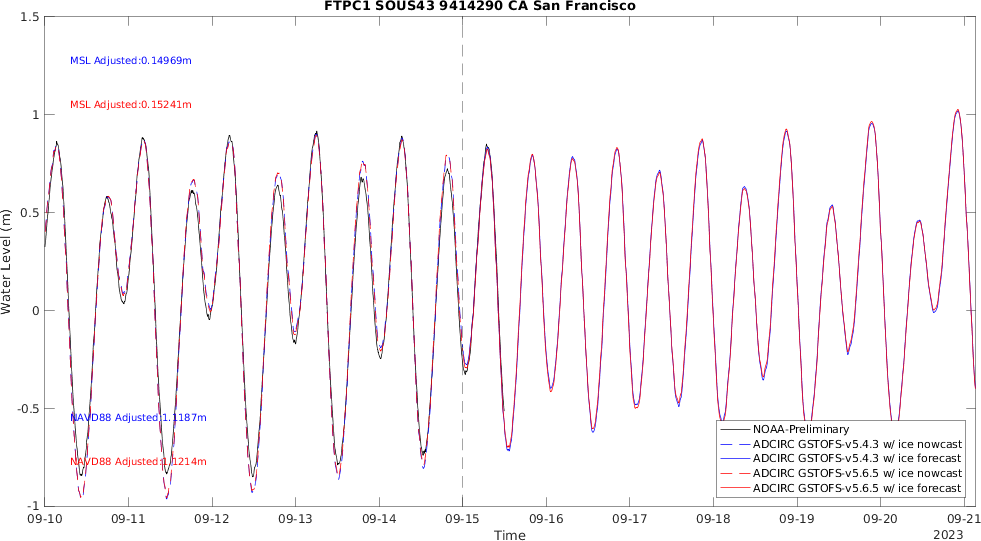 FTPC1 SOUS43 9414290 CA San Francisco
1.5
MSL Adjusted:0.14969m
MSL Adjusted:0.15241m
1
0.5
Water Level (m)
0
-0.5
NAVD88 Adjusted:1.1187m
NAVD88 Adjusted:1.1214m
-1
NOAA-Preliminary
ADCIRC GSTOFS-v5.4.3 w/ ice nowcast
ADCIRC GSTOFS-v5.4.3 w/ ice forecast
ADCIRC GSTOFS-v5.6.5 w/ ice nowcast
ADCIRC GSTOFS-v5.6.5 w/ ice forecast
09-10 09-11 09-12 09-13 09-14 09-15 09-16 09-17 09-18 09-19 09-20 09-21
Time
2023